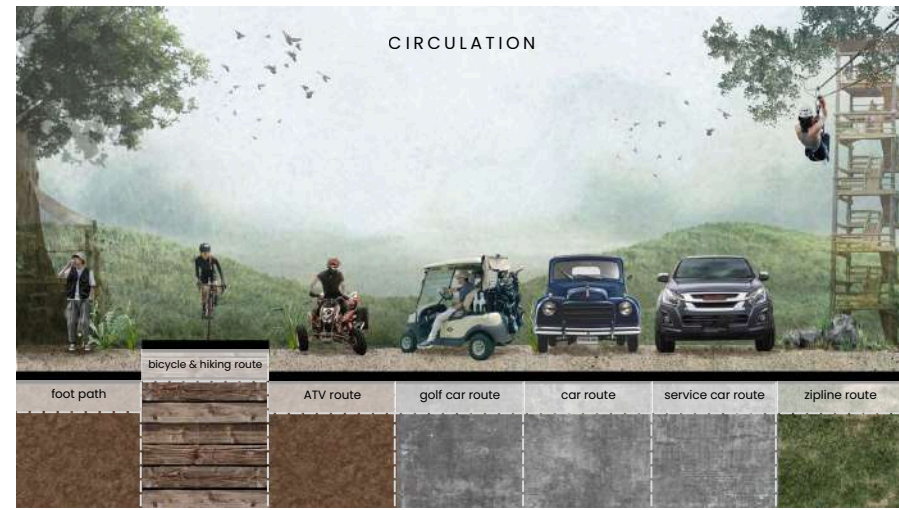 CIRCULATION
bicycle & hiking route
foot path
ATV route
golf car route
car route
service car route
zipline route